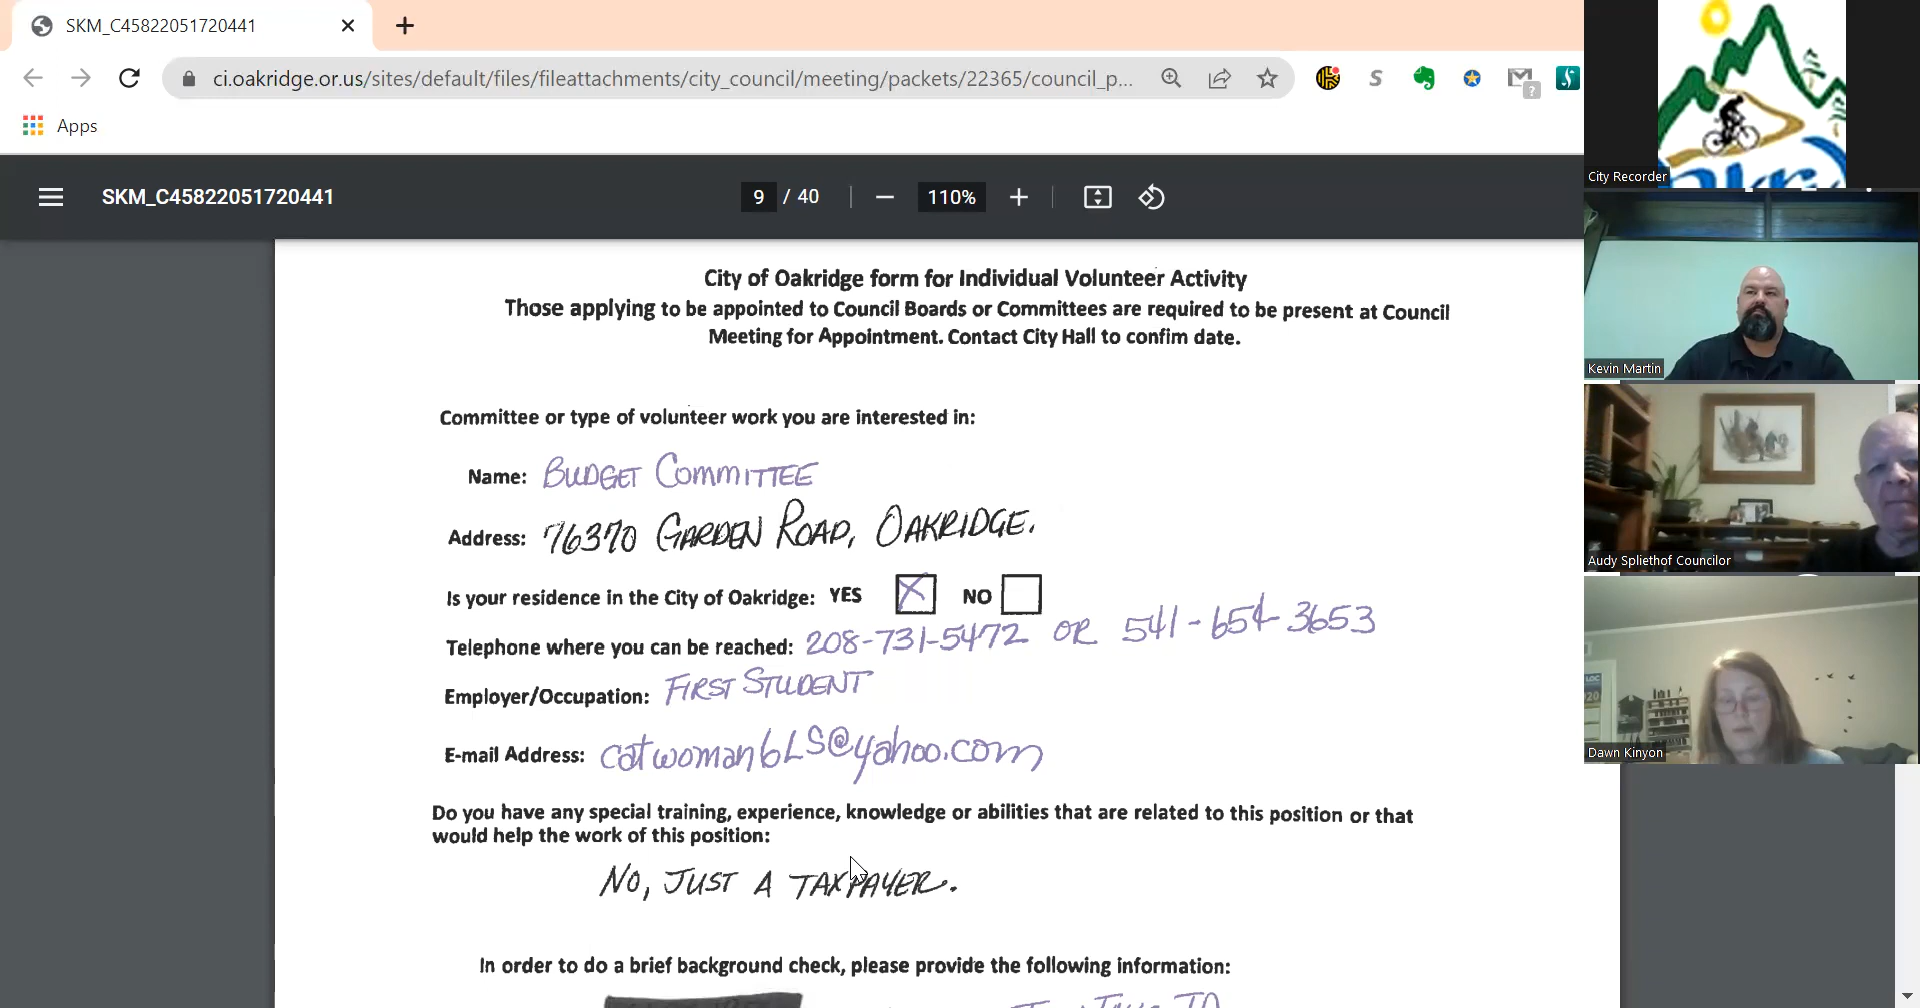 SKM_C45822051720441
ci.oakridge.or.us/sites/default/files/fileattachments/city_council/meeting/packets/22365/council_p...
Apps
SKM_C45822051720441
9 / 40
110%
City of Oakridge form for Individual Volunteer Activity
Those applying to be appointed to Council Boards or Committees are required to be present at Council
Meeting for Appointment. Contact City Hall to confim date.
Committee or type of volunteer work you are interested in:
Name: BUDGET COMMITTEE
Address: 76370 GARDEN ROAD, OAKRIDGE.
Is your residence in the City of Oakridge: YES X NO
Telephone where you can be reached: 208-731-5472 OR 541-654-3653
Employer/Occupation: FIRST STUDENT
E-mail Address: catwoman6LS@yahoo.com
Do you have any special training, experience, knowledge or abilities that are related to this position or that
would help the work of this position:
NO, JUST A TAXPAYER.
In order to do a brief background check, please provide the following information:
City Recorder
Kevin Martin
Audy Spliethof Councilor
Dawn Kinyon